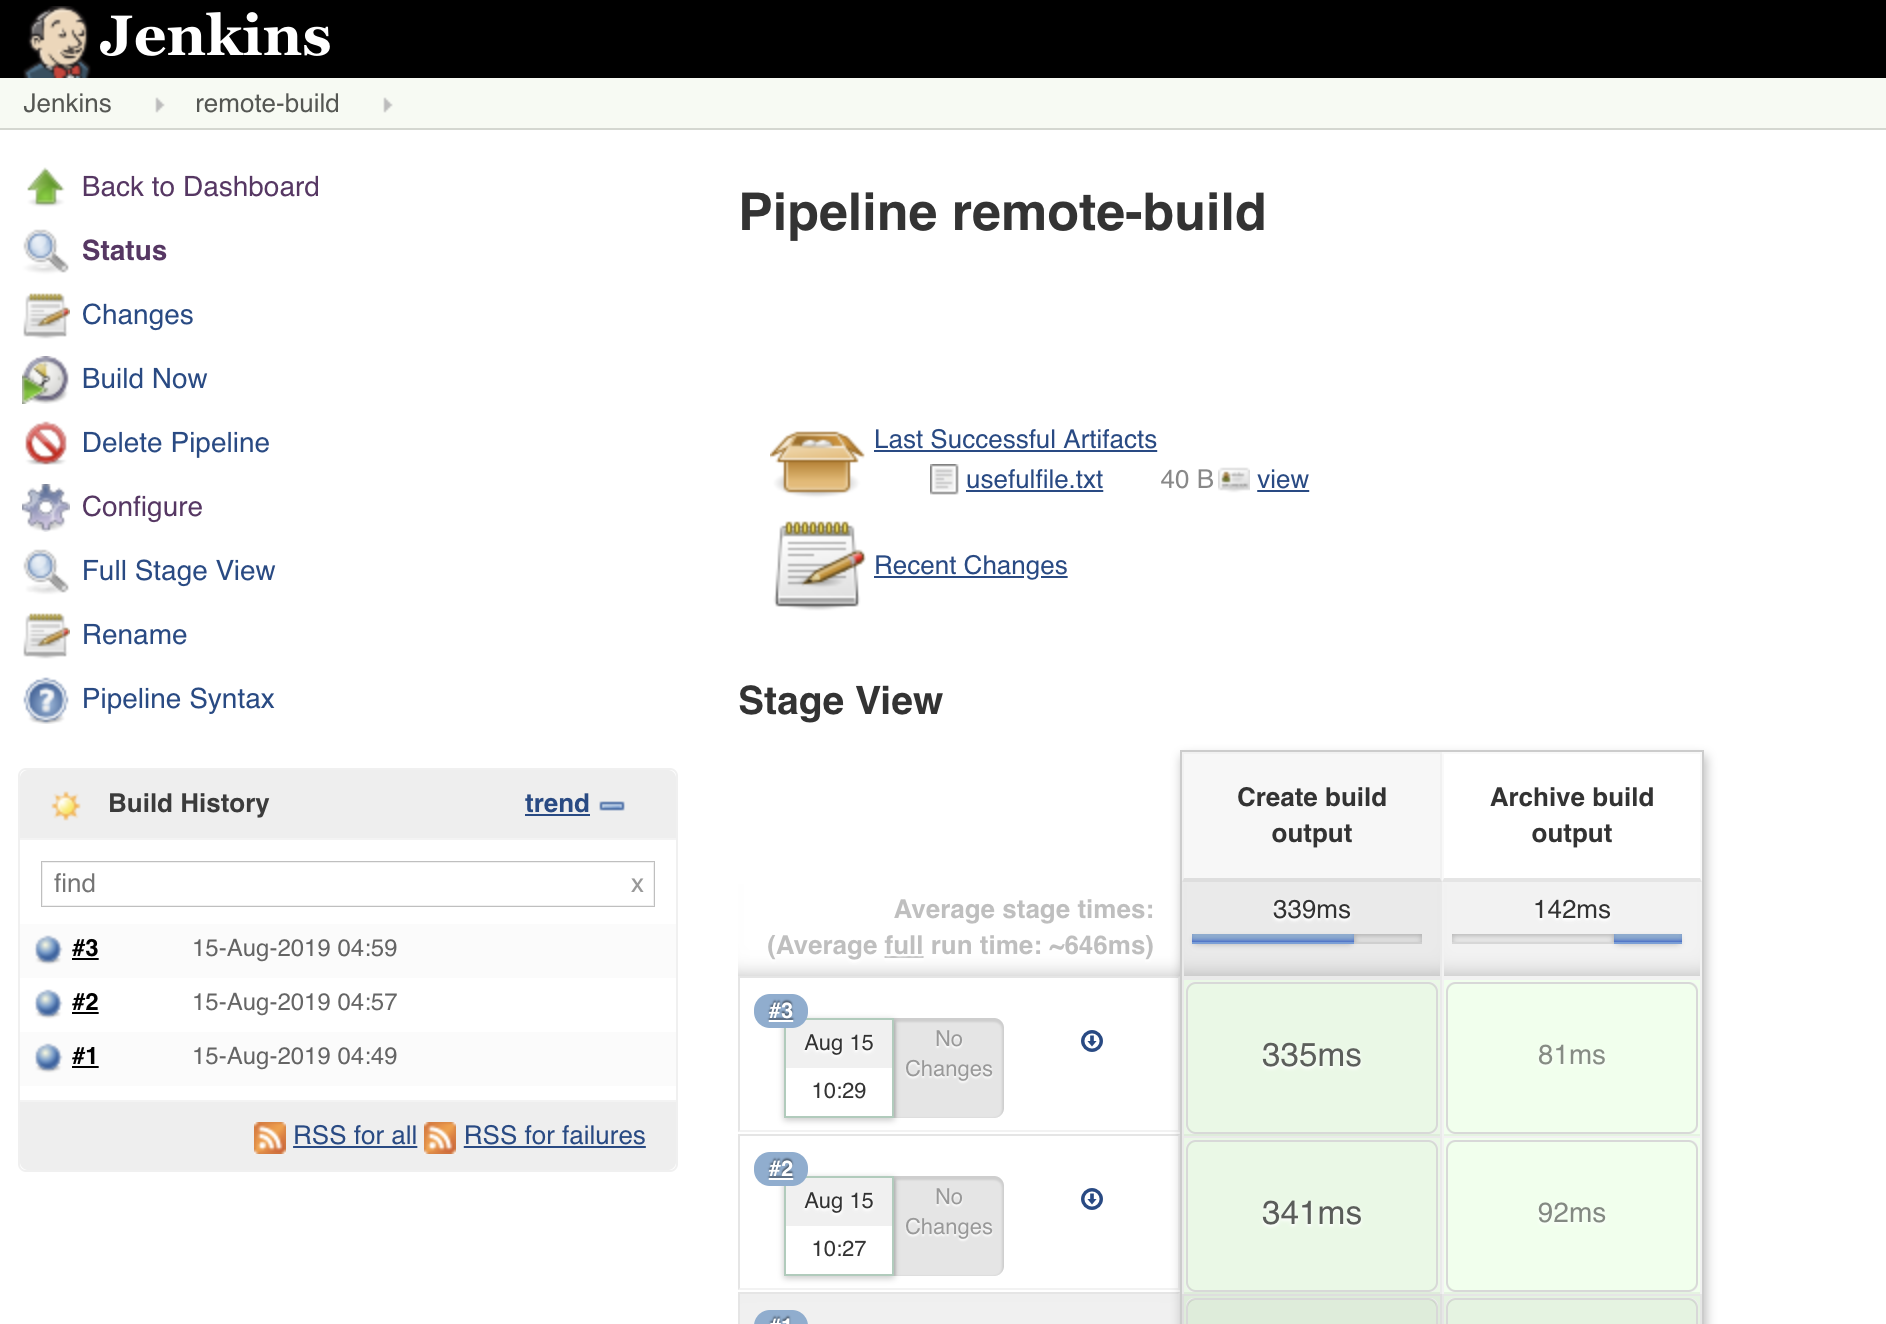 Jenkins
Jenkins remote-build
Back to Dashboard
Status
Changes
Build Now
Delete Pipeline
Configure
Full Stage View
Rename
Pipeline Syntax
Build History trend
find x
#3 15-Aug-2019 04:59
#2 15-Aug-2019 04:57
#1 15-Aug-2019 04:49
RSS for all RSS for failures
Pipeline remote-build
Last Successful Artifacts
usefulfile.txt 40 B view
Recent Changes
Stage View
Create build
output
Archive build
output
Average stage times:
(Average full run time: ~646ms)
339ms 142ms
#3
Aug 15
10:29
No
Changes
335ms 81ms
#2
Aug 15
10:27
No
Changes
341ms 92ms
#1